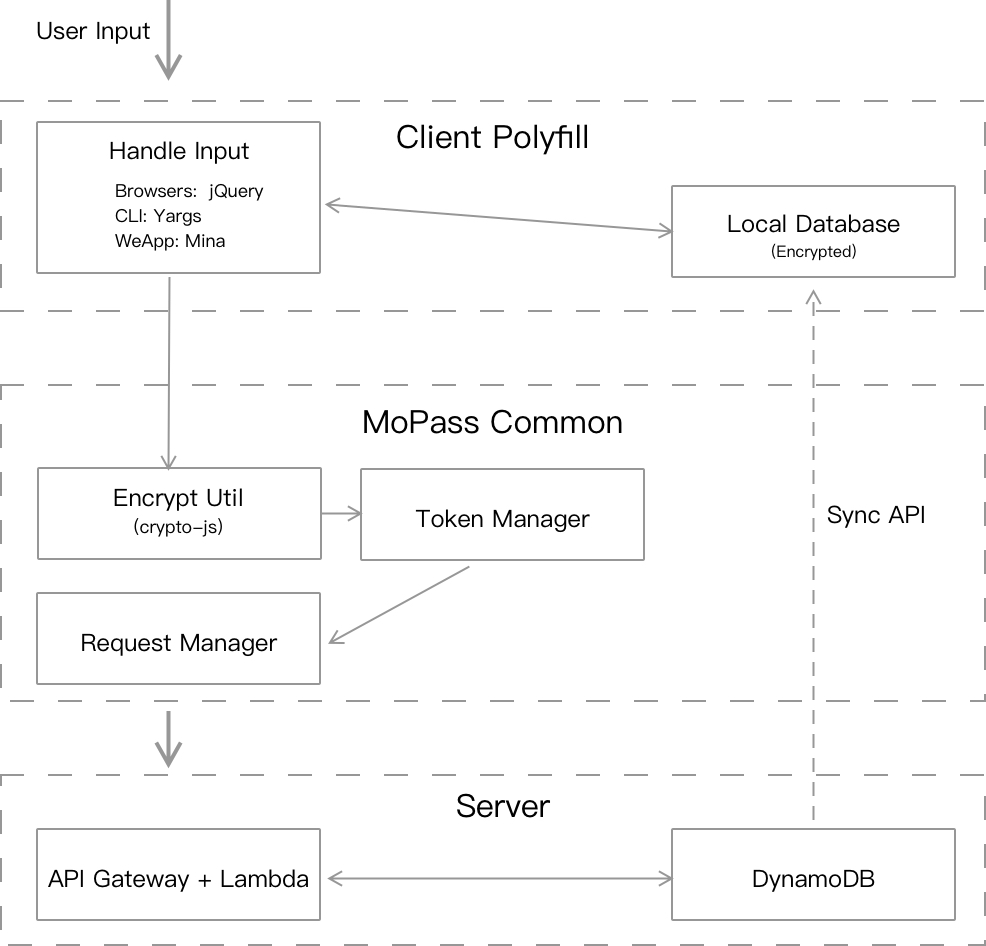 User Input
Client Polyfill
Handle Input
Browsers: jQuery
CLI: Yargs
WeApp: Mina
Local Database
(Encrypted)
MoPass Common
Encrypt Util
(crypto-js)
Token Manager
Sync API
Request Manager
Server
API Gateway + Lambda
DynamoDB